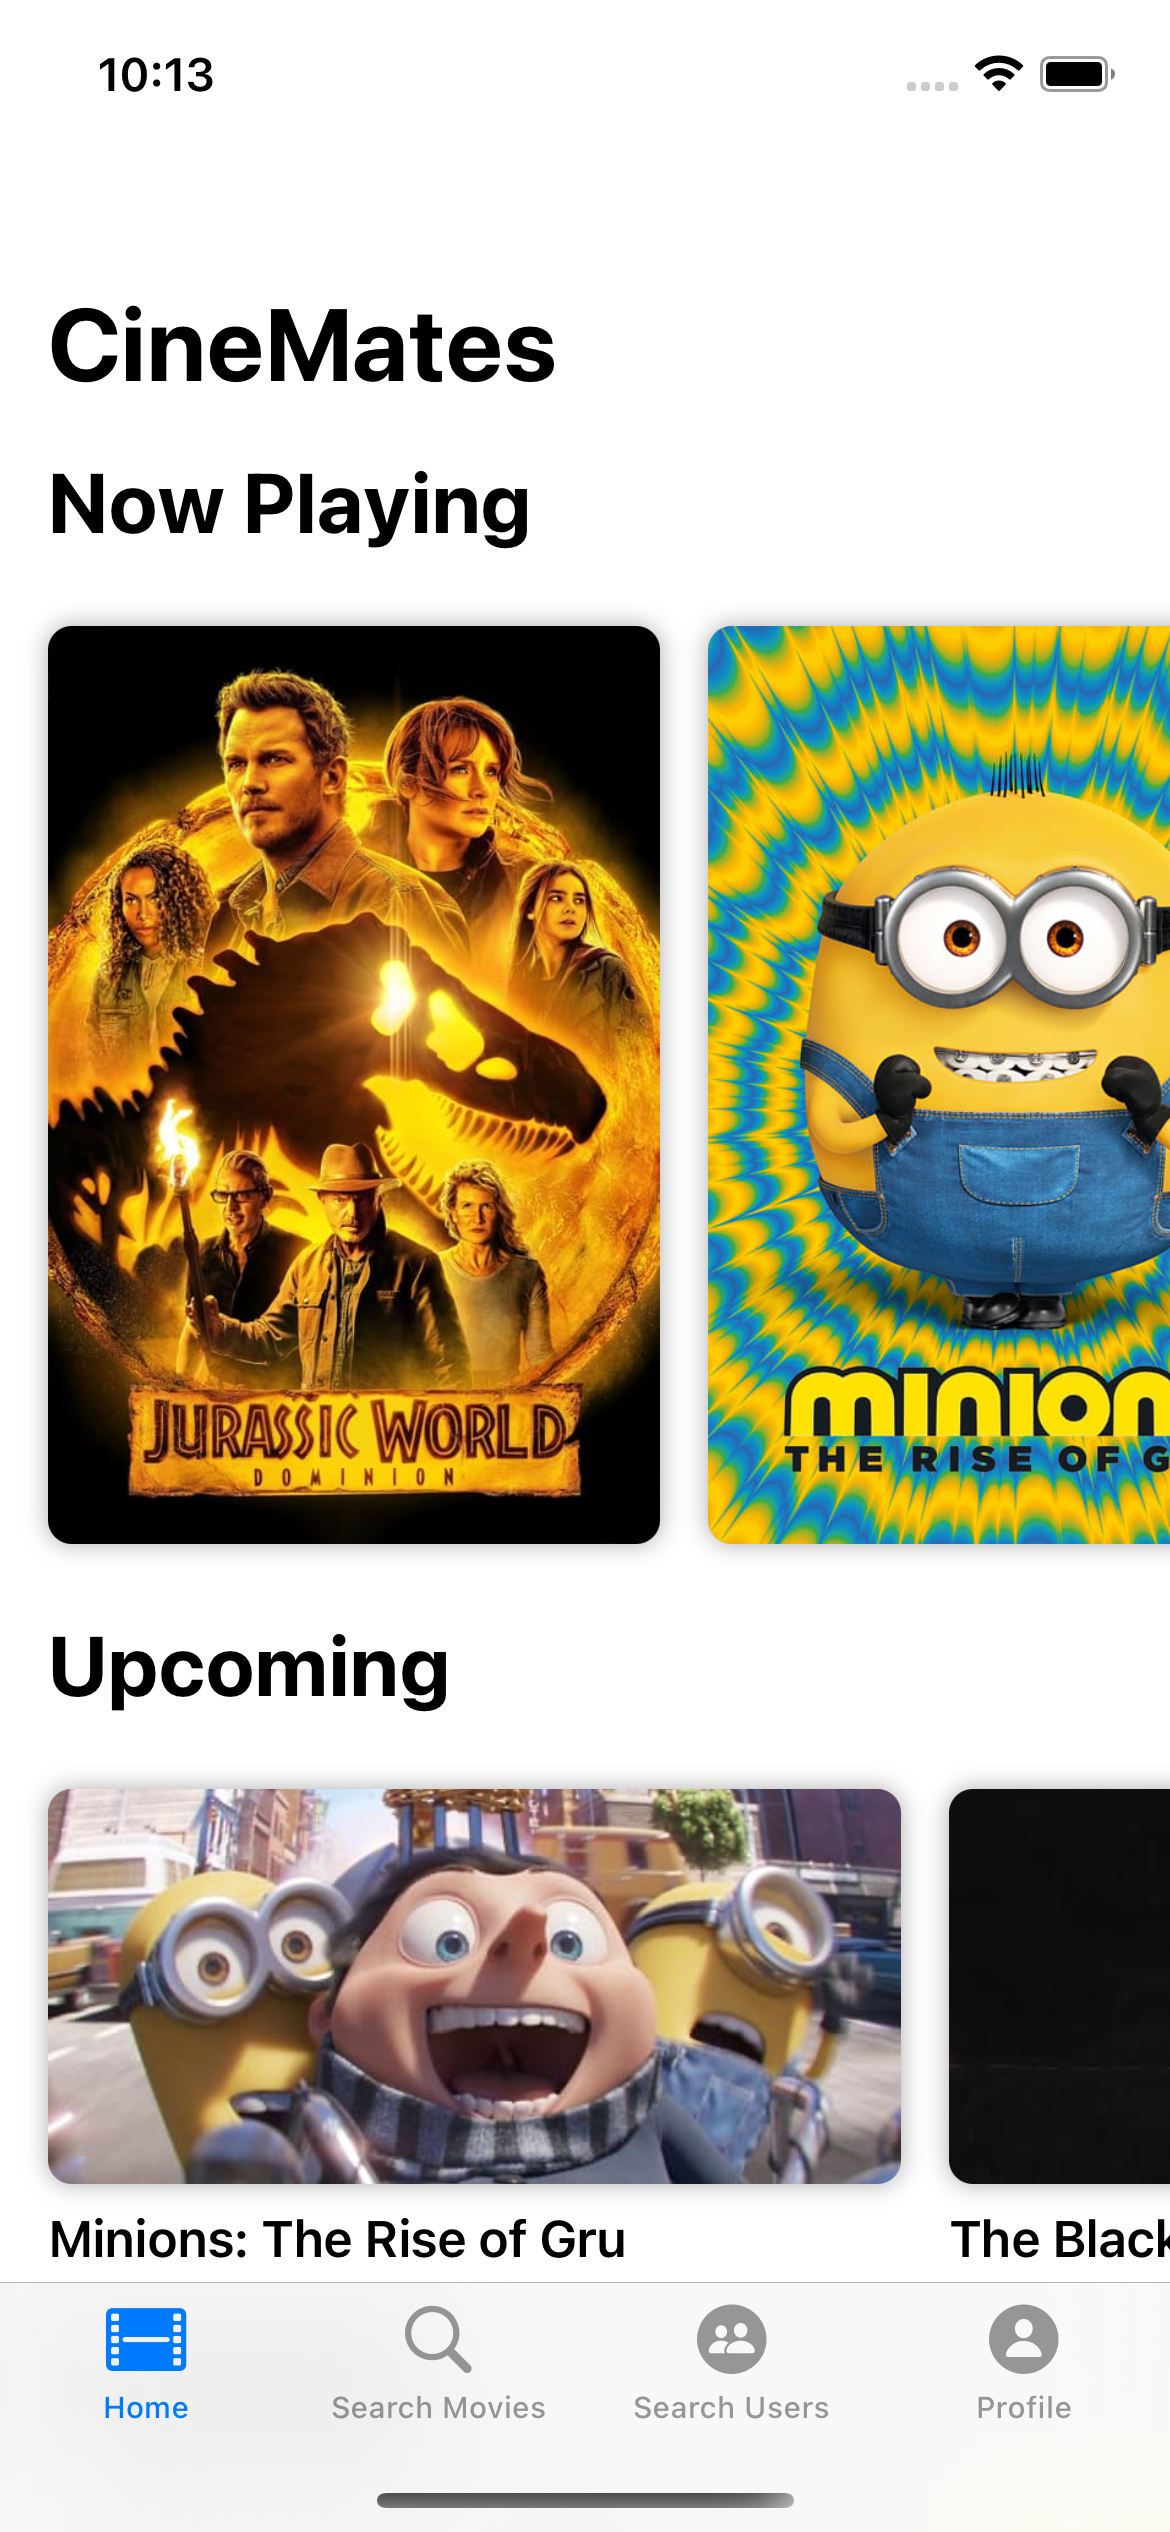 10:13
CineMates
Now Playing
JURASSIC WORLD
DOMINION
minion
THE RISE OF G
Upcoming
Minions: The Rise of Gru
The Black
Home
Search Movies
Search Users
Profile